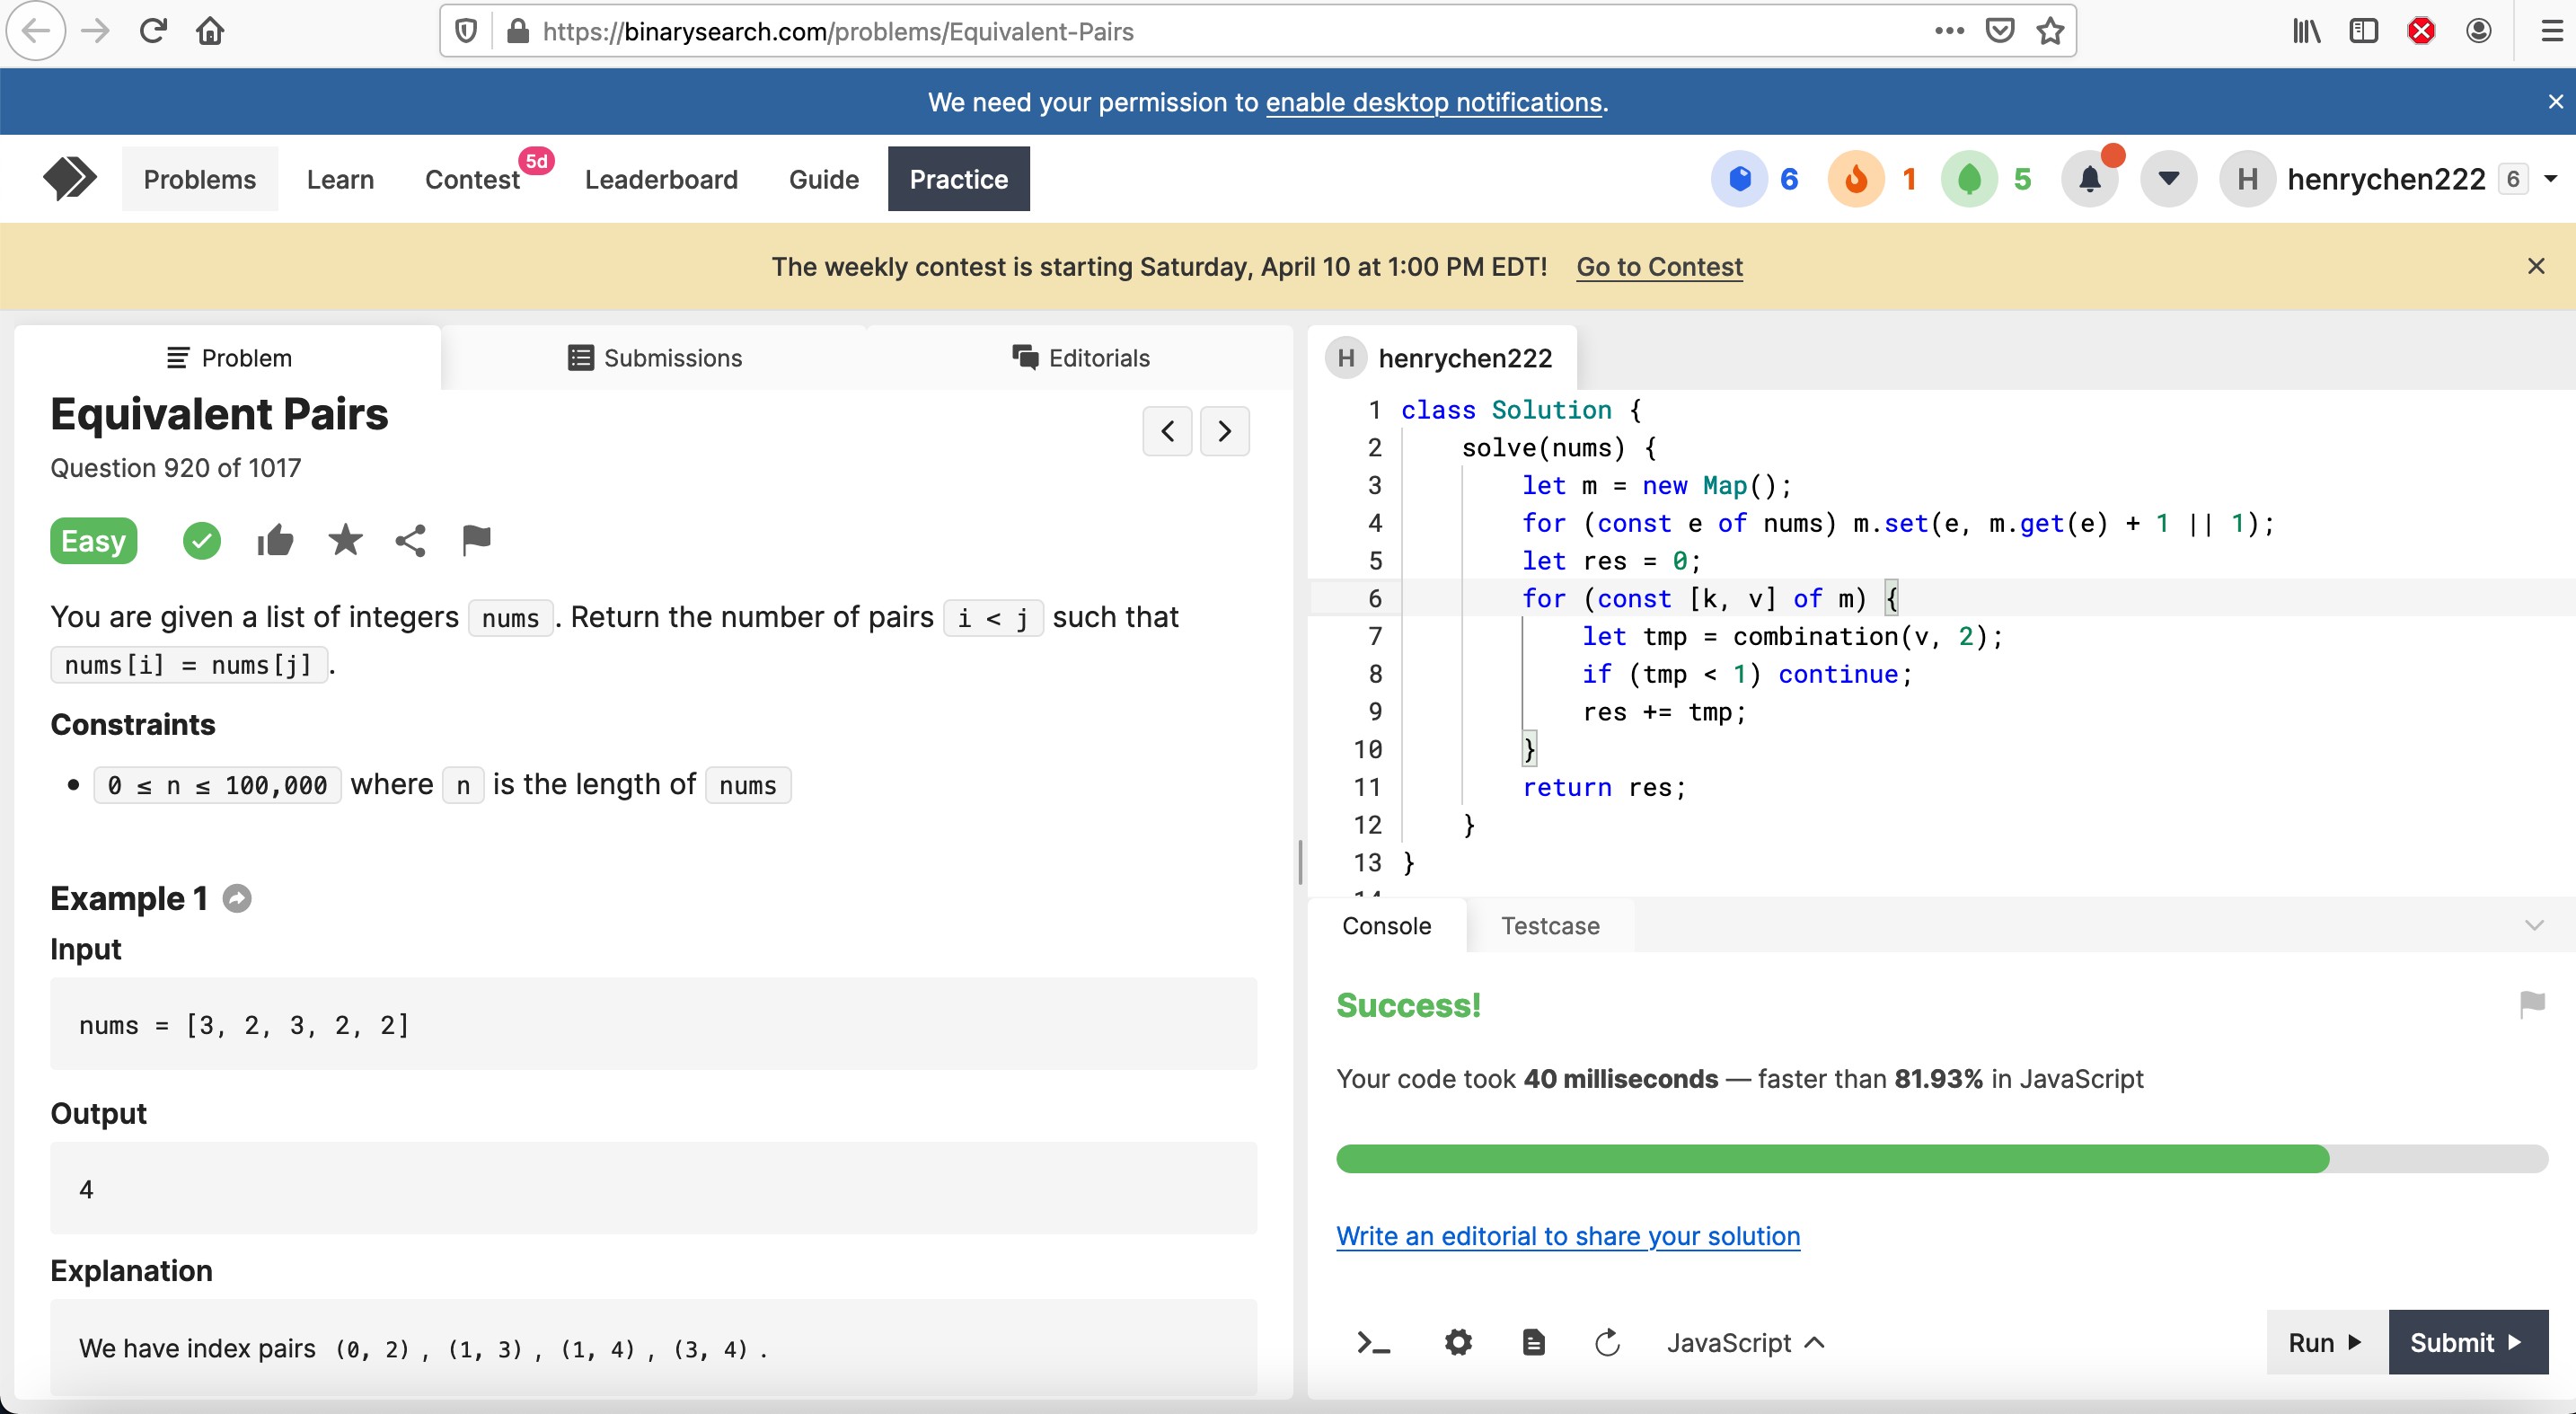 https://binarysearch.com/problems/Equivalent-Pairs
We need your permission to enable desktop notifications.
Problems Learn Contest 5d Leaderboard Guide Practice 6 1 5 H henrychen222 6
The weekly contest is starting Saturday, April 10 at 1:00 PM EDT! Go to Contest
Problem Submissions Editorials
Equivalent Pairs
Question 920 of 1017
Easy
You are given a list of integers nums. Return the number of pairs i < j such that
nums[i] = nums[j].
Constraints
• 0 ≤ n ≤ 100,000 where n is the length of nums
Example 1
Input
nums = [3, 2, 3, 2, 2]
Output
4
Explanation
We have index pairs (0, 2), (1, 3), (1, 4), (3, 4).
H henrychen222
1 class Solution {
2 solve(nums) {
3 let m = new Map();
4 for (const e of nums) m.set(e, m.get(e) + 1 || 1);
5 let res = 0;
6 for (const [k, v] of m) {
7 let tmp = combination(v, 2);
8 if (tmp < 1) continue;
9 res += tmp;
10 }
11 return res;
12 }
13 }
Console Testcase
Success!
Your code took 40 milliseconds — faster than 81.93% in JavaScript
Write an editorial to share your solution
JavaScript Run Submit